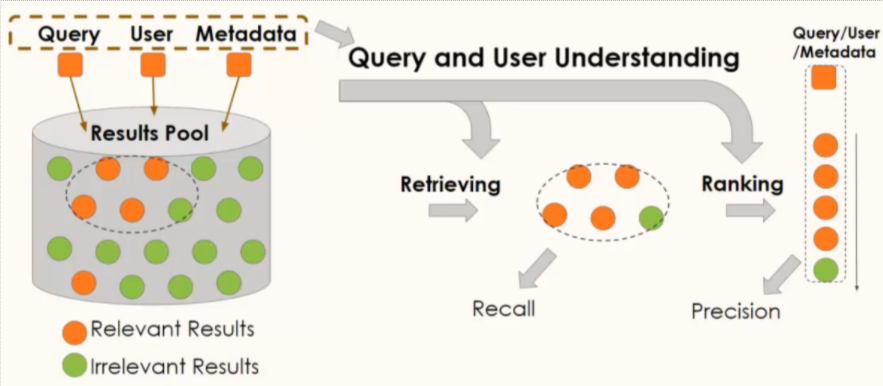 Query User Metadata
Query and User Understanding
Query/User
/Metadata
Results Pool
Retrieving
Ranking
Recall
Precision
Relevant Results
Irrelevant Results